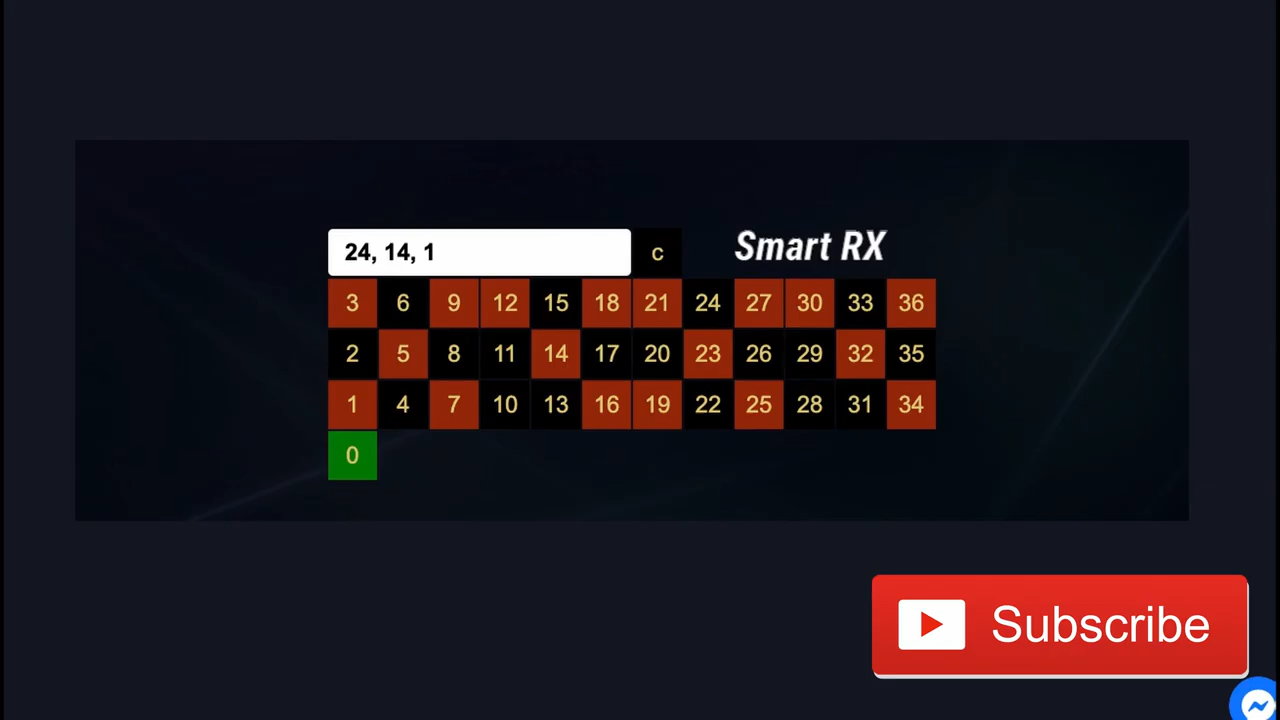 24, 14, 1 c Smart RX
3 6 9 12 15 18 21 24 27 30 33 36
2 5 8 11 14 17 20 23 26 29 32 35
1 4 7 10 13 16 19 22 25 28 31 34
0
Subscribe